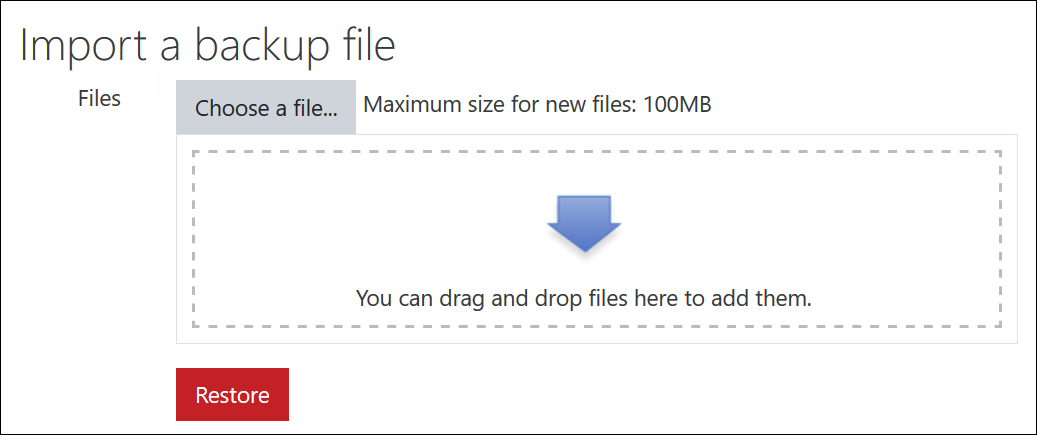 Import a backup file
Files
Choose a file...
Maximum size for new files: 100MB
You can drag and drop files here to add them.
Restore